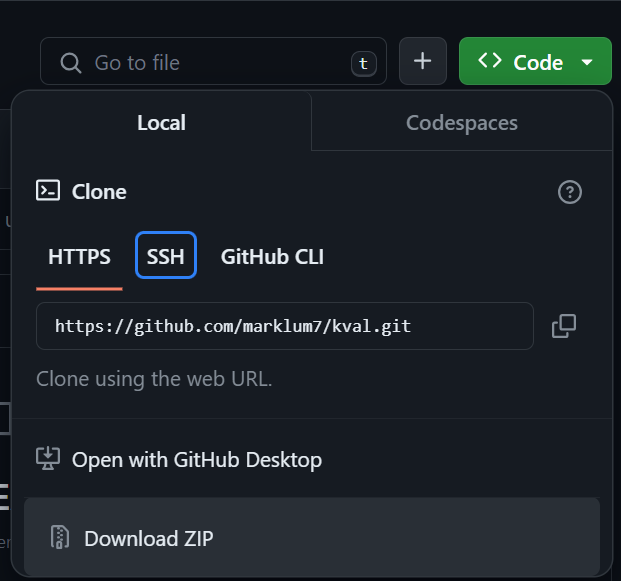 Go to file t + <> Code
Local Codespaces
Clone ?
HTTPS SSH GitHub CLI
https://github.com/marklum7/kval.git
Clone using the web URL.
Open with GitHub Desktop
Download ZIP